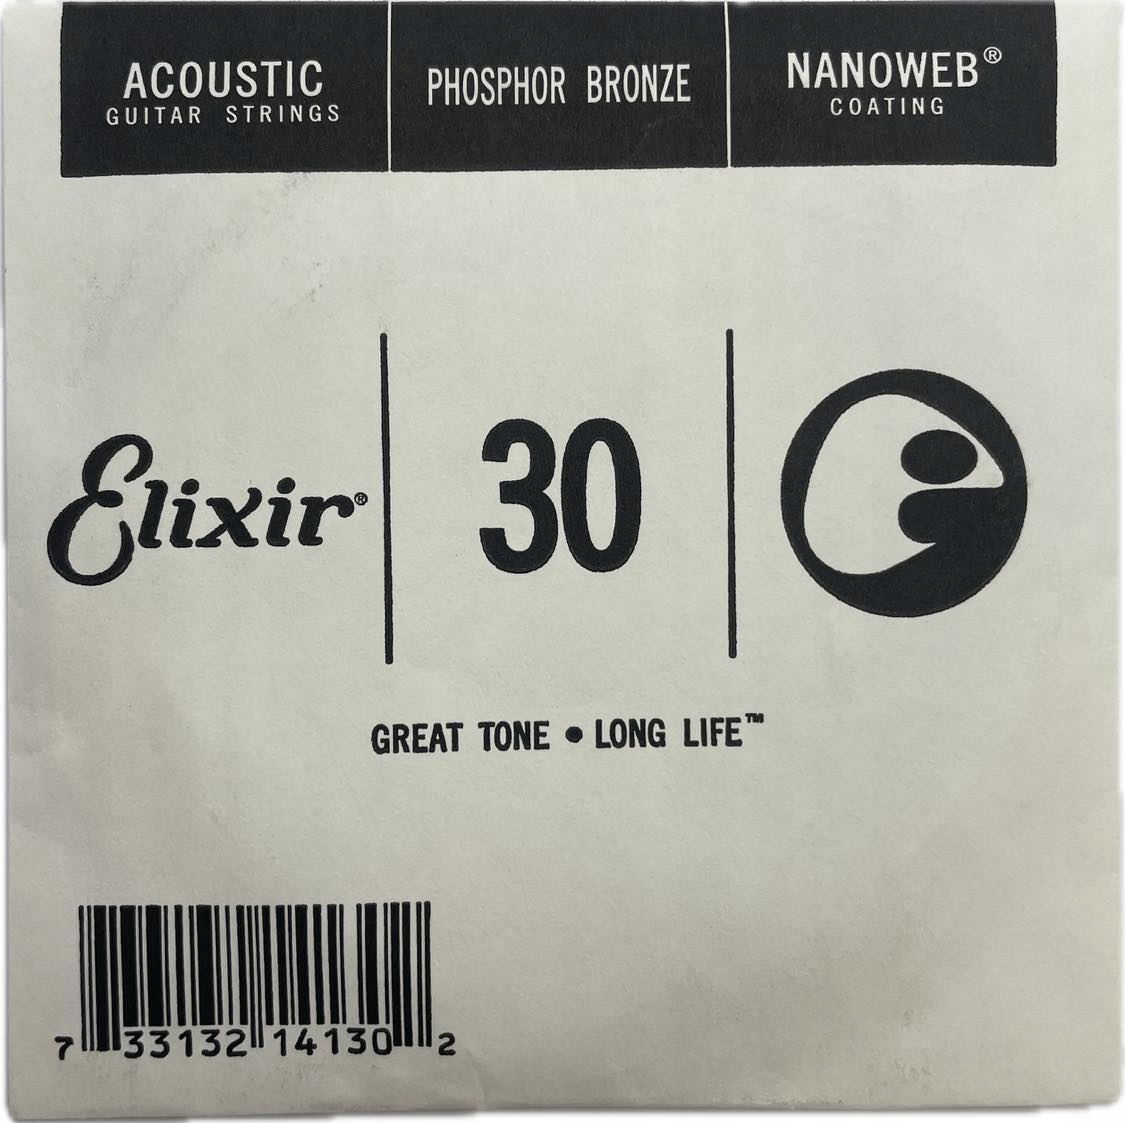 ACOUSTIC
GUITAR STRINGS
PHOSPHOR BRONZE
NANOWEB®
COATING
Elixir®
30
GREAT TONE • LONG LIFE™
7 33132 14130 2